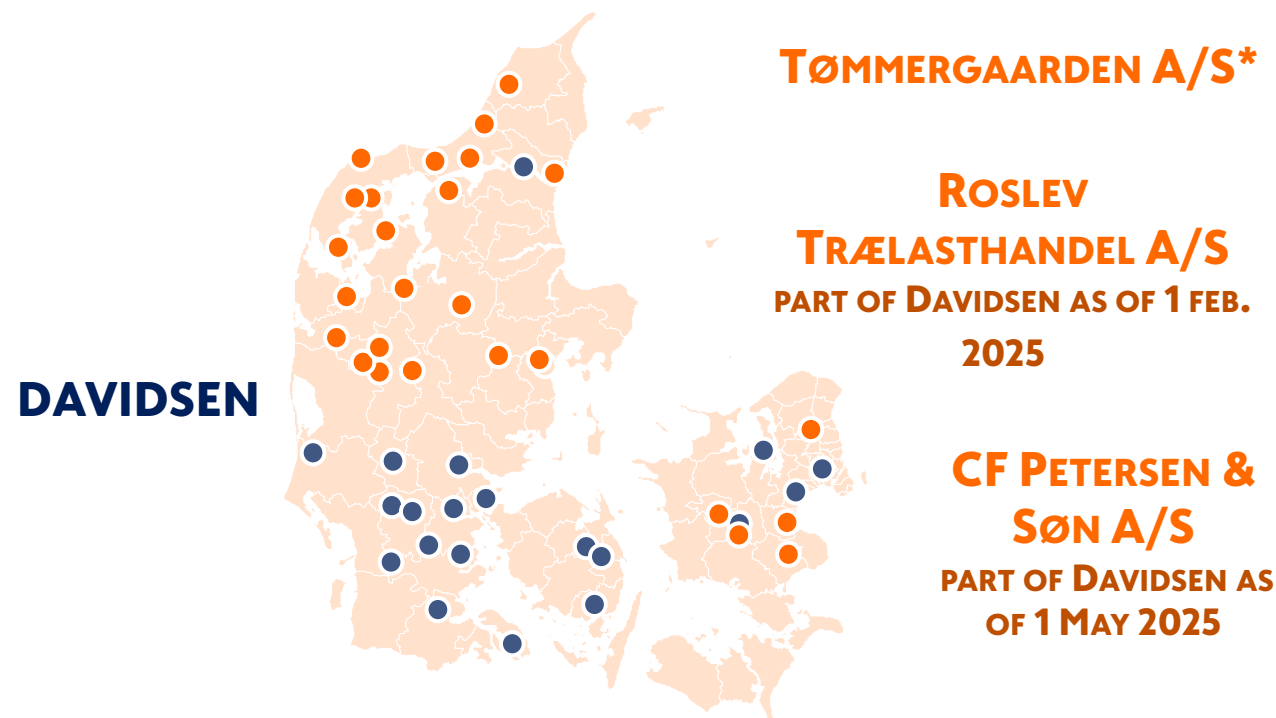 DAVIDSEN
TØMMERGAARDEN A/S*
ROSLEV
TRÆLASTHANDEL A/S
PART OF DAVIDSEN AS OF 1 FEB.
2025
CF PETERSEN &
SØN A/S
PART OF DAVIDSEN AS
OF 1 MAY 2025